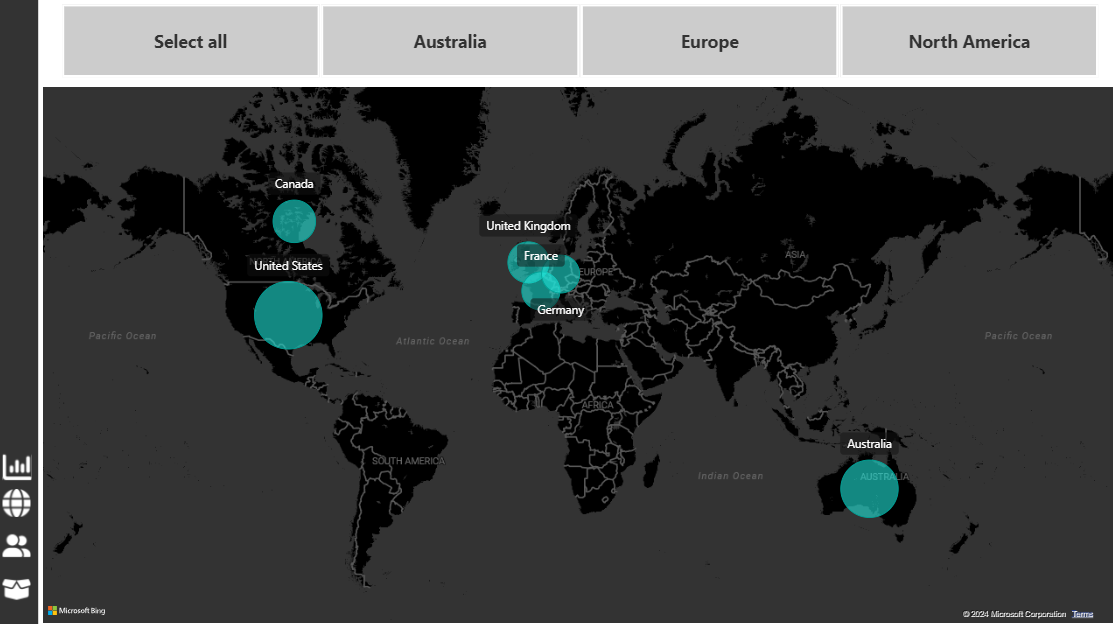 Select all
Australia
Europe
North America
Canada
United Kingdom
France
United States
EUROPE
ASIA
Germany
Pacific Ocean
Atlantic Ocean
Pacific Ocean
AFRICA
Australia
SOUTH AMERICA
Indian Ocean
AUSTRALIA
Microsoft Bing
© 2024 Microsoft Corporation Terms